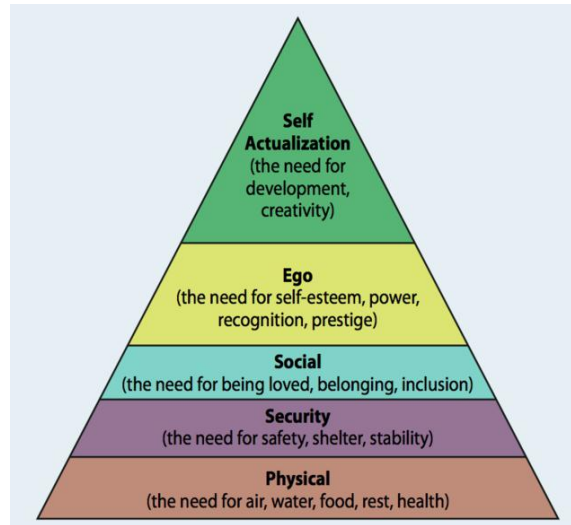 Self
Actualization
(the need for
development,
creativity)
Ego
(the need for self-esteem, power,
recognition, prestige)
Social
(the need for being loved, belonging, inclusion)
Security
(the need for safety, shelter, stability)
Physical
(the need for air, water, food, rest, health)